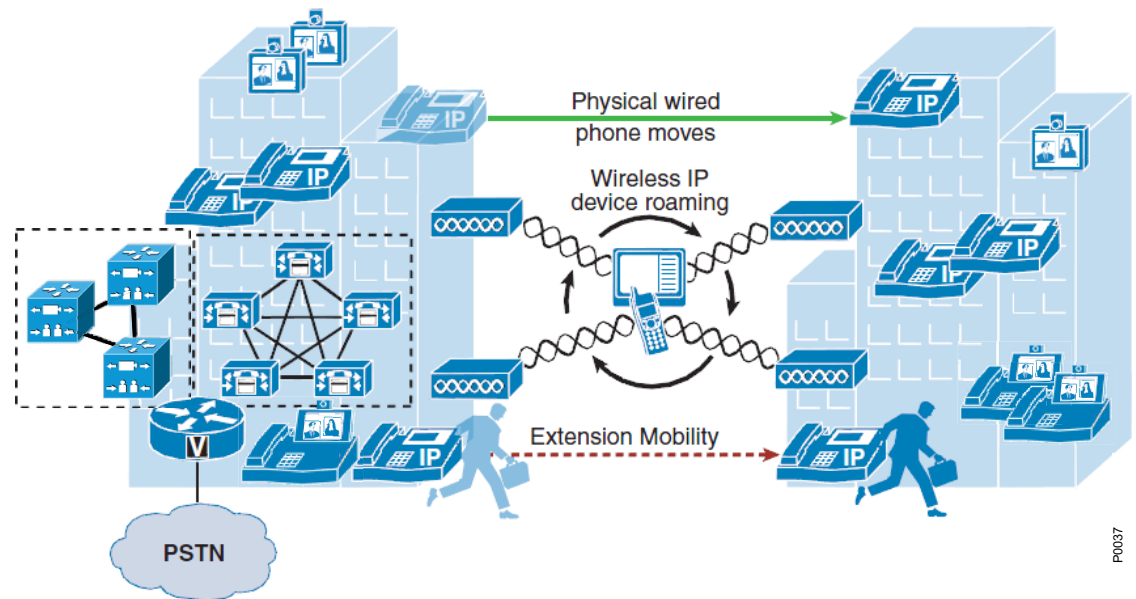 IP
Physical wired
phone moves
IP
IP
IP
Wireless IP
device roaming
IP
IP
V
IP
Extension Mobility
IP
PSTN
P0037